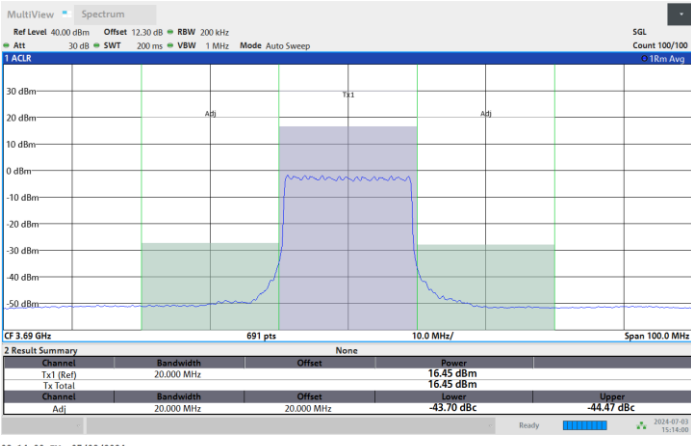 MultiView Spectrum
Ref Level 40.00 dBm Offset 12.30 dB RBW 200 kHz SGL
Att 30 dB SWT 200 ms VBW 1 MHz Mode Auto Sweep Count 100/100
1 ACLR 1Rm Avg
30 dBm
Tx1
20 dBm
Adj Adj
10 dBm
0 dBm
-10 dBm
-20 dBm
-30 dBm
-40 dBm
-50 dBm
CF 3.69 GHz 691 pts 10.0 MHz/ Span 100.0 MHz
2 Result Summary None
Channel Bandwidth Offset Power
Tx1 (Ref) 20.000 MHz 16.45 dBm
Tx Total 16.45 dBm
Channel Bandwidth Offset Lower Upper
Adj 20.000 MHz 20.000 MHz -43.70 dBc -44.47 dBc
Ready 2024-07-03
15:14:00